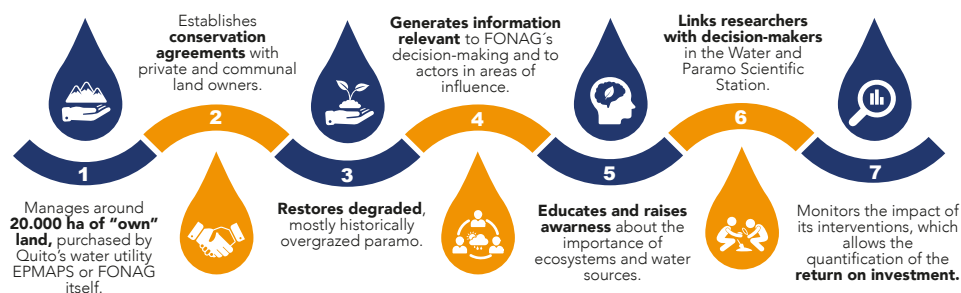 1
Manages around
20.000 ha of "own"
land, purchased by
Quito's water utility
EPMAPS or FONAG
itself.
2
Establishes
conservation
agreements with
private and communal
land owners.
3
Restores degraded,
mostly historically
overgrazed paramo.
4
Generates information
relevant to FONAG´s
decision-making and to
actors in areas of
influence.
5
Educates and raises
awarness about the
importance of
ecosystems and water
sources.
6
Links researchers
with decision-makers
in the Water and
Paramo Scientific
Station.
7
Monitors the impact of
its interventions, which
allows the
quantification of the
return on investment.